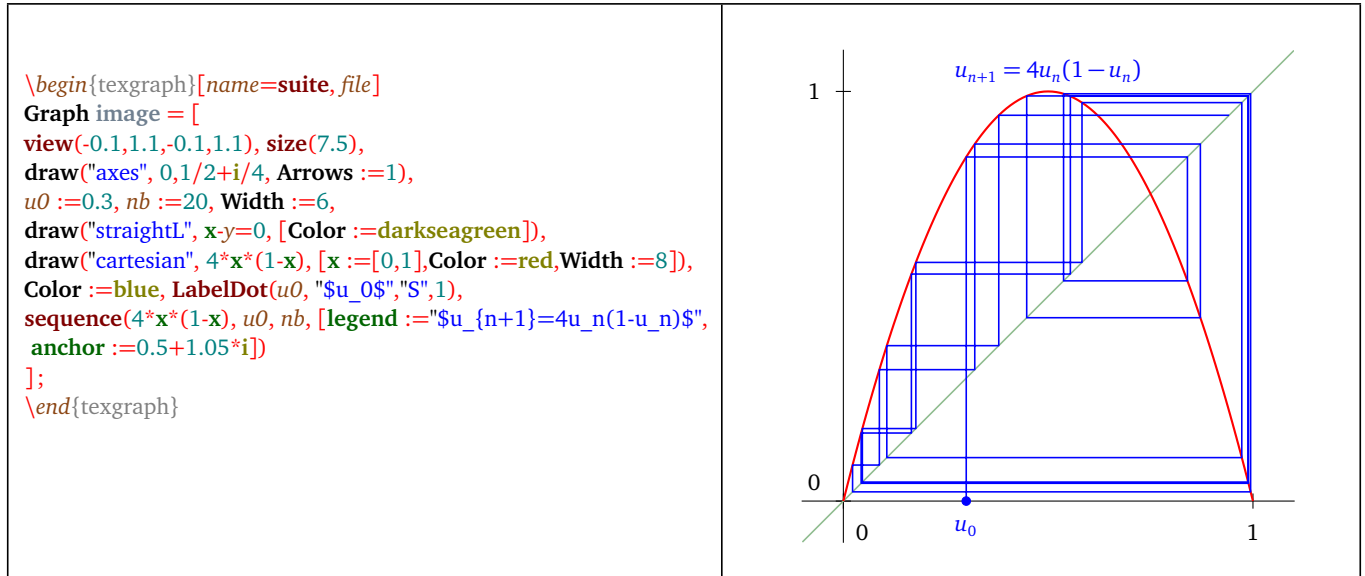 \begin{texgraph}[name=suite, file]
Graph image = [
view(-0.1,1.1,-0.1,1.1), size(7.5),
draw("axes", 0,1/2+i/4, Arrows :=1),
u0 :=0.3, nb :=20, Width :=6,
draw("straightL", x-y=0, [Color :=darkseagreen]),
draw("cartesian", 4*x*(1-x), [x :=[0,1],Color :=red,Width :=8]),
Color :=blue, LabelDot(u0, "$u_0$","S",1),
sequence(4*x*(1-x), u0, nb, [legend :="$u_{n+1}=4u_n(1-u_n)$",
anchor :=0.5+1.05*i])
];
\end{texgraph}
uₙ₊₁ = 4uₙ(1−uₙ)
1
0
0
u₀
1